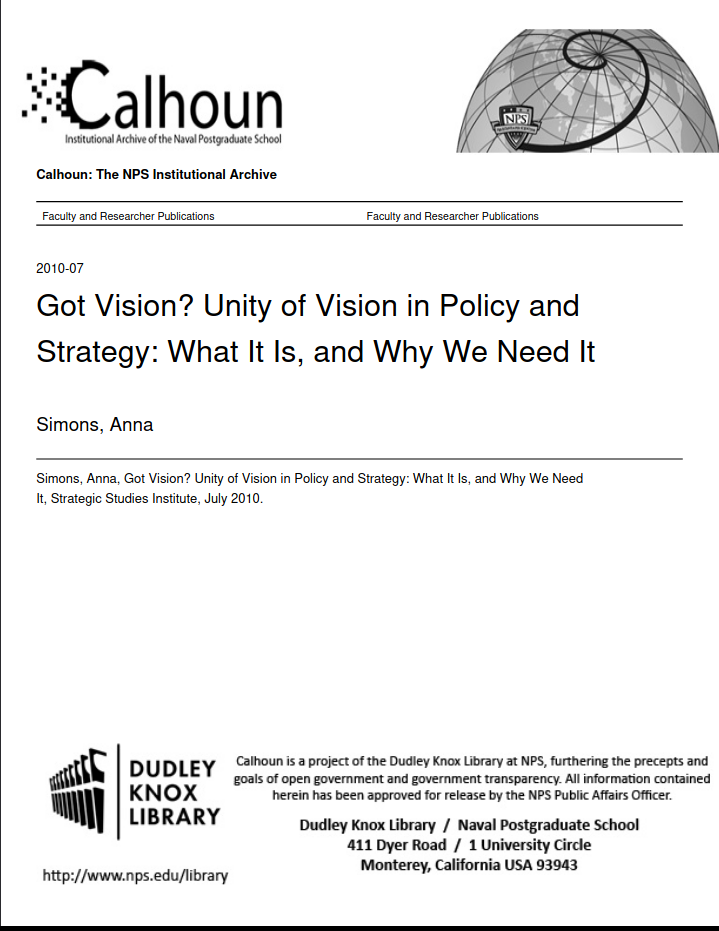 Calhoun
Institutional Archive of the Naval Postgraduate School
NPS
Calhoun: The NPS Institutional Archive
Faculty and Researcher Publications Faculty and Researcher Publications
2010-07
Got Vision? Unity of Vision in Policy and
Strategy: What It Is, and Why We Need It
Simons, Anna
Simons, Anna, Got Vision? Unity of Vision in Policy and Strategy: What It Is, and Why We Need
It, Strategic Studies Institute, July 2010.
DUDLEY
KNOX
LIBRARY
http://www.nps.edu/library
Calhoun is a project of the Dudley Knox Library at NPS, furthering the precepts and
goals of open government and government transparency. All information contained
herein has been approved for release by the NPS Public Affairs Officer.
Dudley Knox Library / Naval Postgraduate School
411 Dyer Road / 1 University Circle
Monterey, California USA 93943